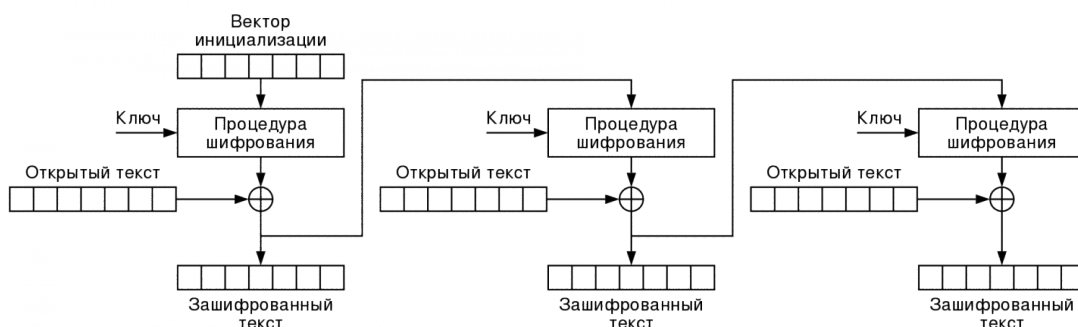 Вектор
инициализации
Ключ
Процедура
шифрования
Ключ
Процедура
шифрования
Ключ
Процедура
шифрования
Открытый текст
Открытый текст
Открытый текст
Зашифрованный
текст
Зашифрованный
текст
Зашифрованный
текст